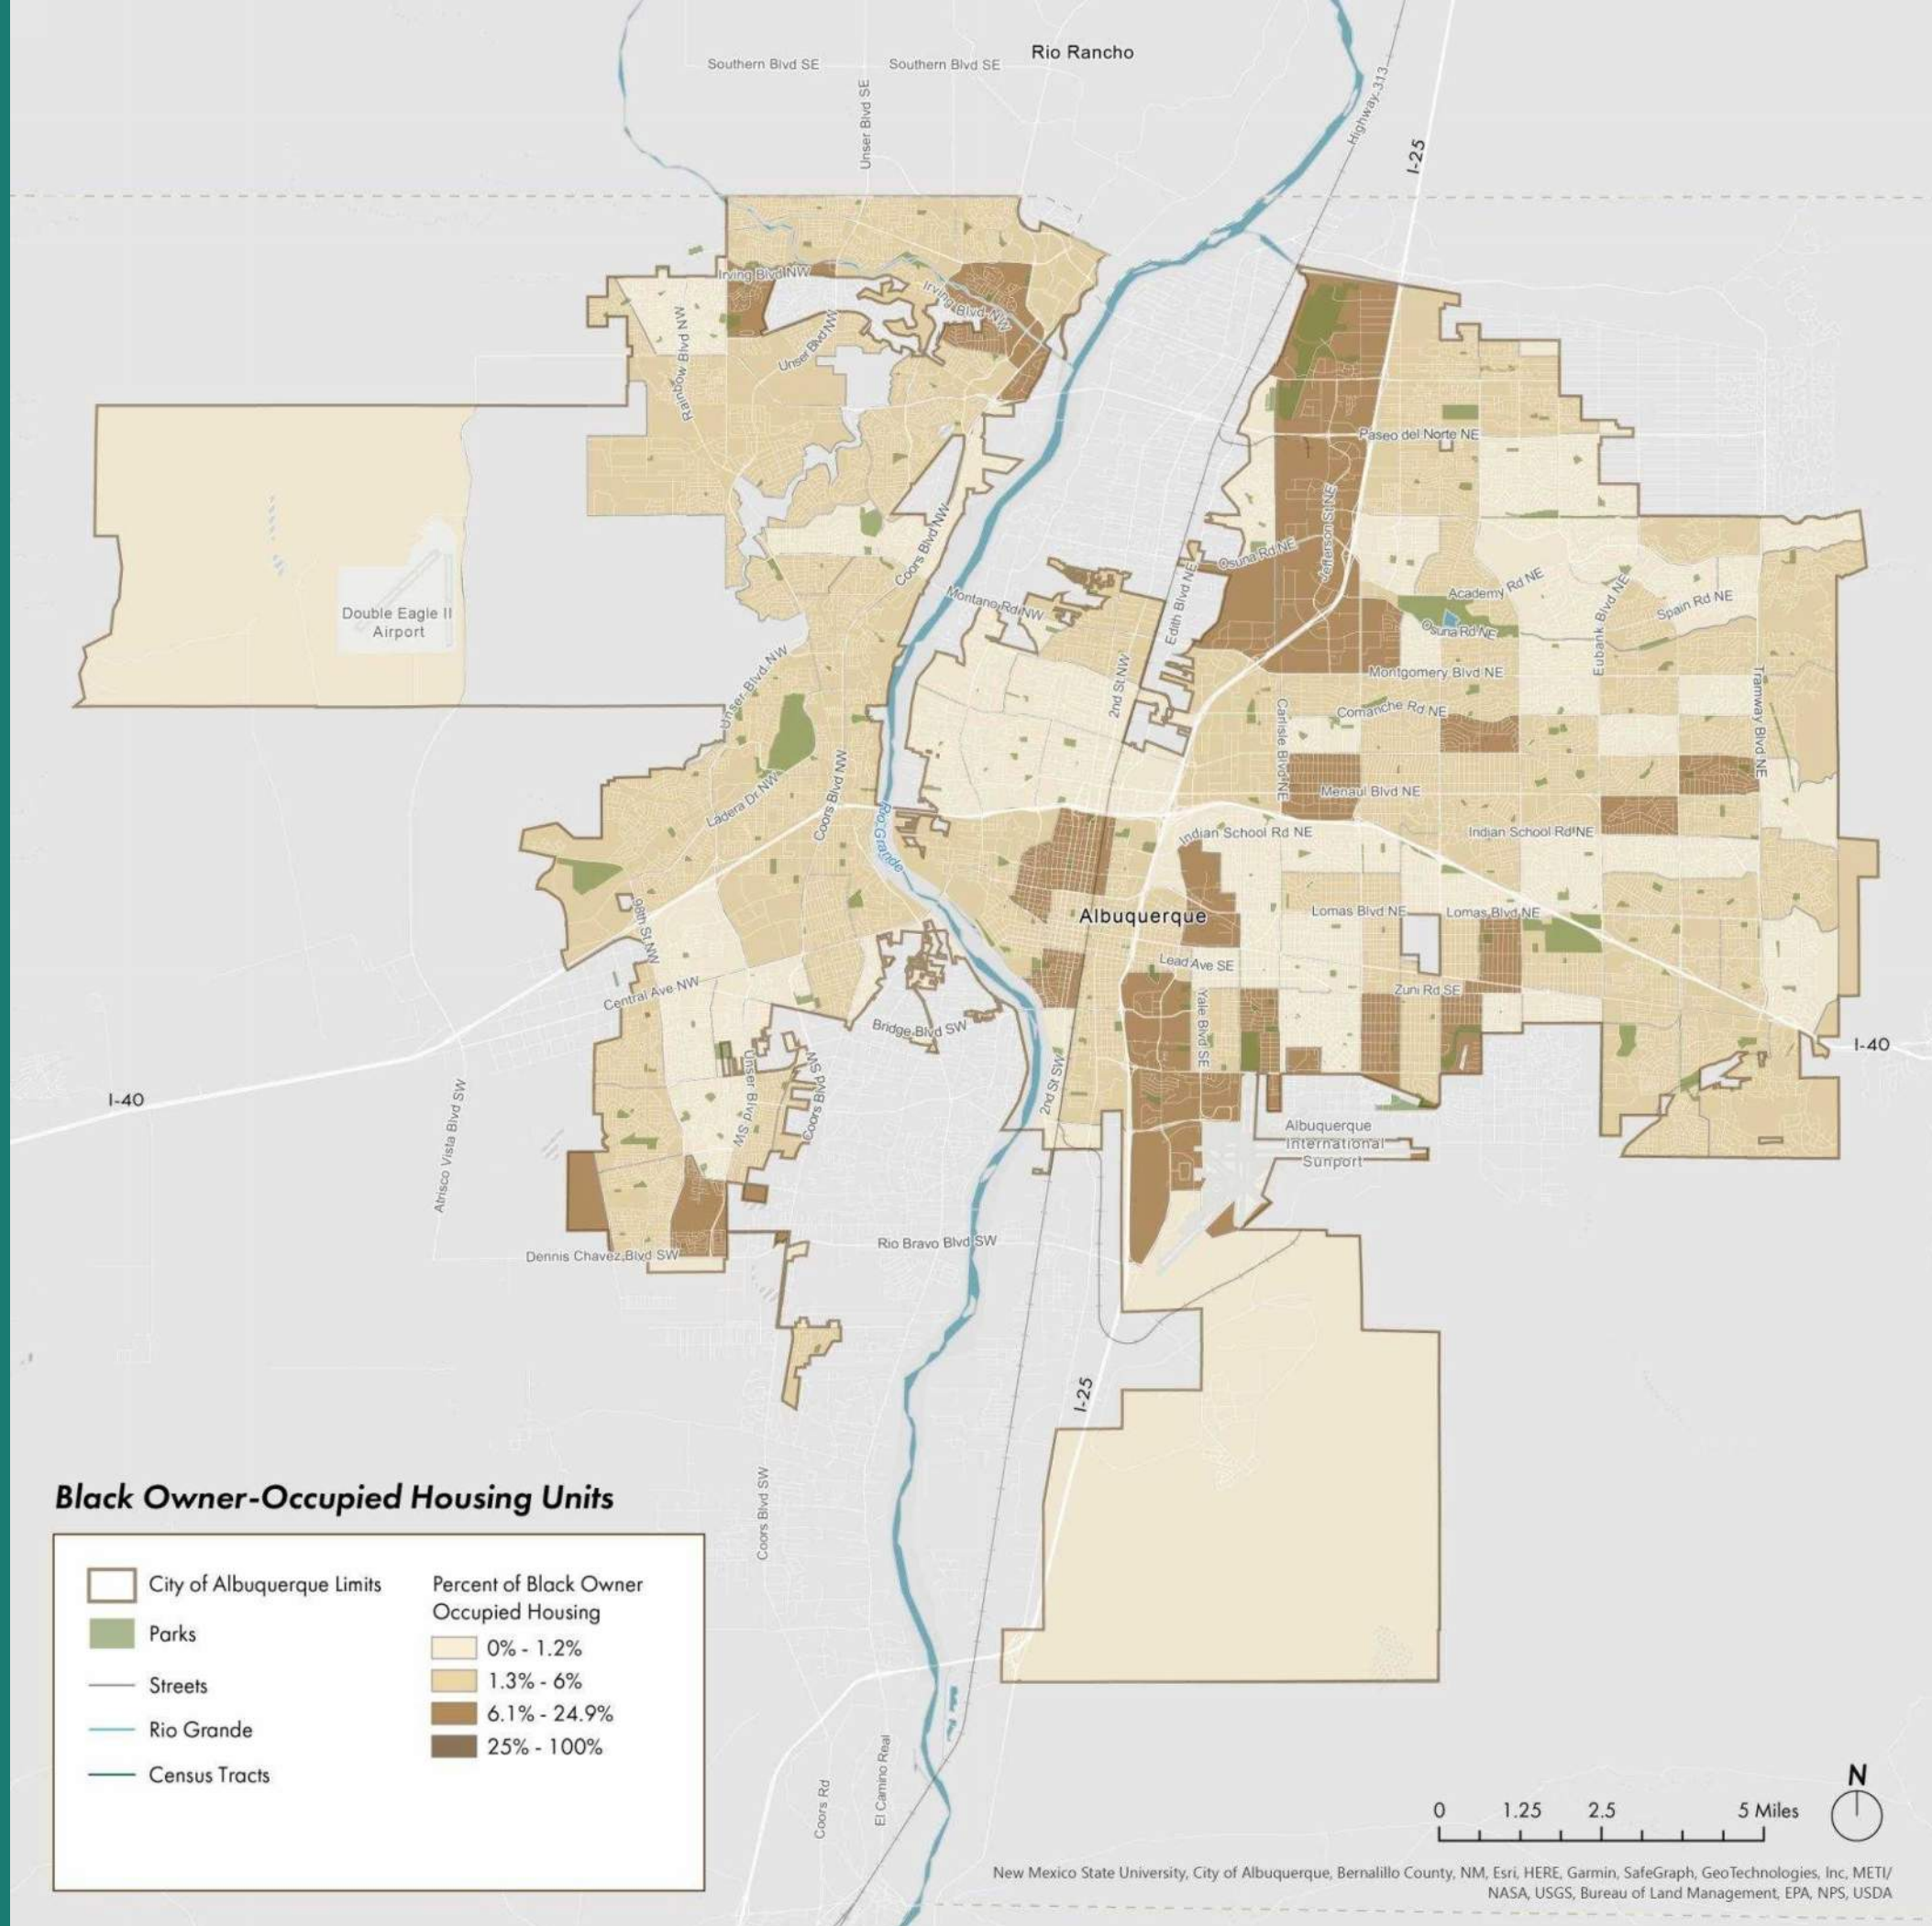 Rio Rancho
Southern Blvd SE
Southern Blvd SE
Unser Blvd SE
Highway 313
I-25
Irving Blvd NW
Irving Blvd NW
Rainbow Blvd NW
Unser Blvd NW
Paseo del Norte NE
Jefferson St NE
Coors Blvd NW
Osuna Rd NE
Montano Rd NW
Edith Blvd NE
Academy Rd NE
Osuna Rd NE
Eubank Blvd NE
Spain Rd NE
Double Eagle II
Airport
Unser Blvd NW
2nd St NW
Montgomery Blvd NE
Comanche Rd NE
Carlisle Blvd NE
Tramway Blvd NE
Menaul Blvd NE
Ladera Dr NW
Coors Blvd NW
Rio Grande
Indian School Rd NE
Indian School Rd NE
Albuquerque
Lomas Blvd NE
Lomas Blvd NE
98th St NW
Lead Ave SE
Central Ave NW
Zuni Rd SE
Yale Blvd SE
Bridge Blvd SW
I-40
I-40
2nd St SW
Unser Blvd SW
Coors Blvd SW
Atrisco Vista Blvd SW
Albuquerque
International
Sunport
Rio Bravo Blvd SW
Dennis Chavez Blvd SW
I-25
Coors Blvd SW
Coors Rd
El Camino Real
Black Owner-Occupied Housing Units
City of Albuquerque Limits
Parks
Streets
Rio Grande
Census Tracts
Percent of Black Owner
Occupied Housing
0% - 1.2%
1.3% - 6%
6.1% - 24.9%
25% - 100%
N
0 1.25 2.5 5 Miles
New Mexico State University, City of Albuquerque, Bernalillo County, NM, Esri, HERE, Garmin, SafeGraph, GeoTechnologies, Inc, METI/
NASA, USGS, Bureau of Land Management, EPA, NPS, USDA